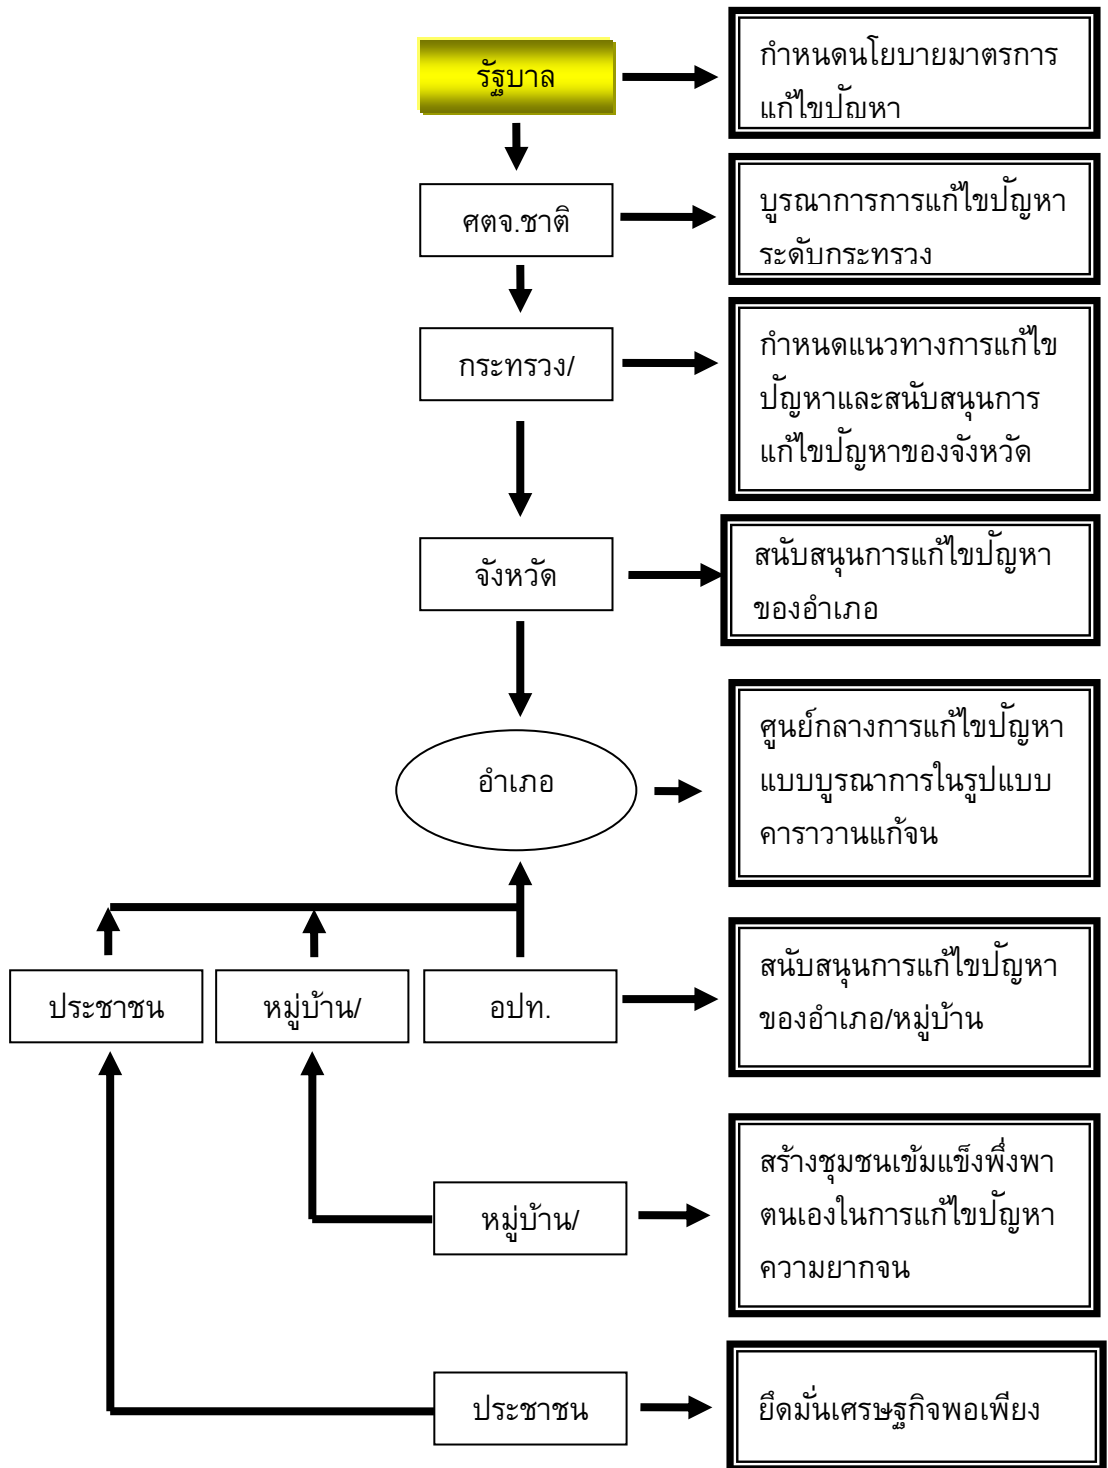 รัฐบาล
กำหนดนโยบายมาตรการ
แก้ไขปัญหา
ศตจ.ชาติ
บูรณาการการแก้ไขปัญหา
ระดับกระทรวง
กระทรวง/
กำหนดแนวทางการแก้ไข
ปัญหาและสนับสนุนการ
แก้ไขปัญหาของจังหวัด
จังหวัด
สนับสนุนการแก้ไขปัญหา
ของอำเภอ
อำเภอ
ศูนย์กลางการแก้ไขปัญหา
แบบบูรณาการในรูปแบบ
คาราวานแก้จน
ประชาชน
หมู่บ้าน/
อปท.
สนับสนุนการแก้ไขปัญหา
ของอำเภอ/หมู่บ้าน
หมู่บ้าน/
สร้างชุมชนเข้มแข็งพึ่งพา
ตนเองในการแก้ไขปัญหา
ความยากจน
ประชาชน
ยึดมั่นเศรษฐกิจพอเพียง